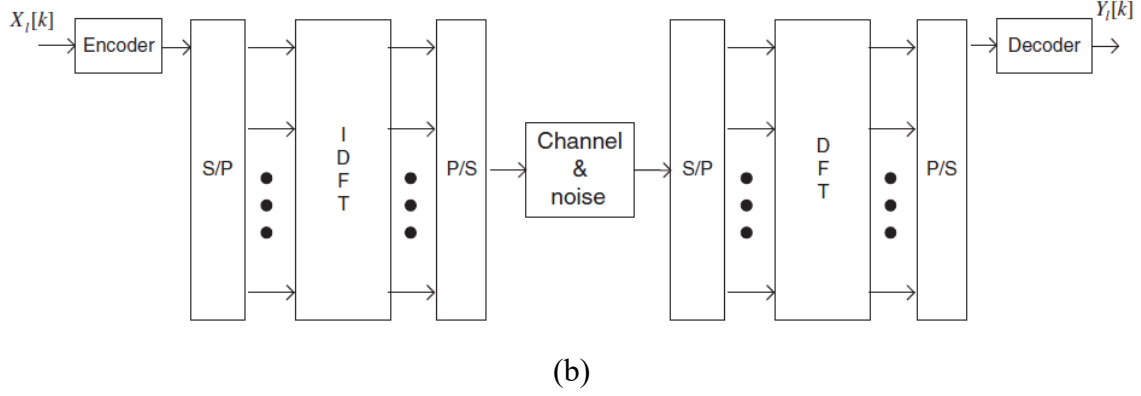 X_l[k]
Y_l[k]
Encoder
Decoder
S/P
I
D
F
T
P/S
Channel
&
noise
S/P
D
F
T
P/S
(b)